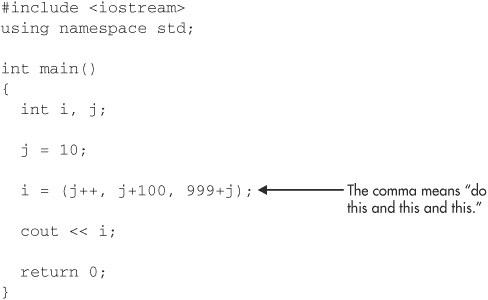 #include <iostream>
using namespace std;
int main()
{
int i, j;
j = 10;
i = (j++, j+100, 999+j);
The comma means “do
this and this and this.”
cout << i;
return 0;
}